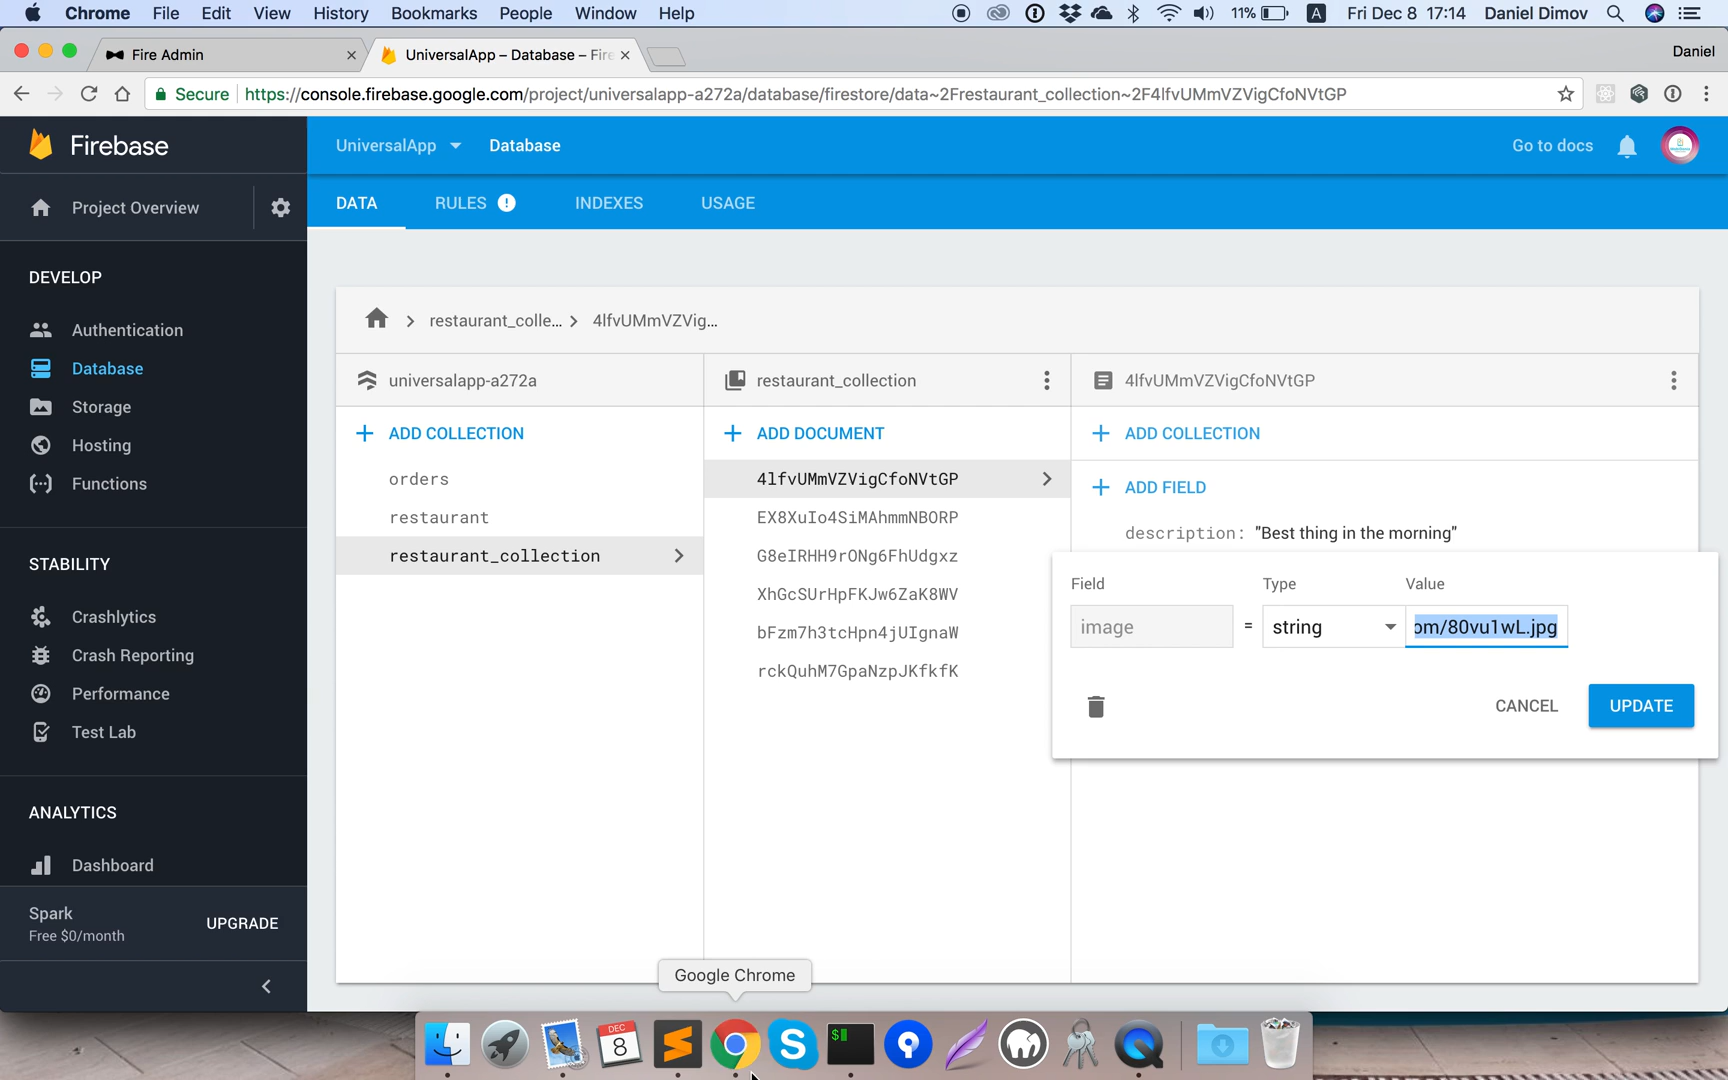 Chrome File Edit View History Bookmarks People Window Help 11% A Fri Dec 8 17:14 Daniel Dimov
Fire Admin UniversalApp – Database – Fire Daniel
Secure https://console.firebase.google.com/project/universalapp-a272a/database/firestore/data~2Frestaurant_collection~2F4lfvUMmVZVigCfoNVtGP
Firebase UniversalApp Database Go to docs
Project Overview DATA RULES ! INDEXES USAGE
DEVELOP
Authentication
Database
Storage
Hosting
Functions
STABILITY
Crashlytics
Crash Reporting
Performance
Test Lab
ANALYTICS
Dashboard
Spark
Free $0/month
UPGRADE
restaurant_colle... 4lfvUMmVZVig...
universalapp-a272a
ADD COLLECTION
orders
restaurant
restaurant_collection
restaurant_collection
ADD DOCUMENT
4lfvUMmVZVigCfoNVtGP
EX8XuIo4SiMAhmmNBORP
G8eIRHH9rONg6FhUdgxz
XhGcSUrHpFKJw6ZaK8WV
bFzm7h3tcHpn4jUIgnaW
rckQuhM7GpaNzpJKfkfK
4lfvUMmVZVigCfoNVtGP
ADD COLLECTION
ADD FIELD
description: "Best thing in the morning"
Field Type Value
image = string om/80vu1wL.jpg
CANCEL UPDATE
Google Chrome
DEC
8
$